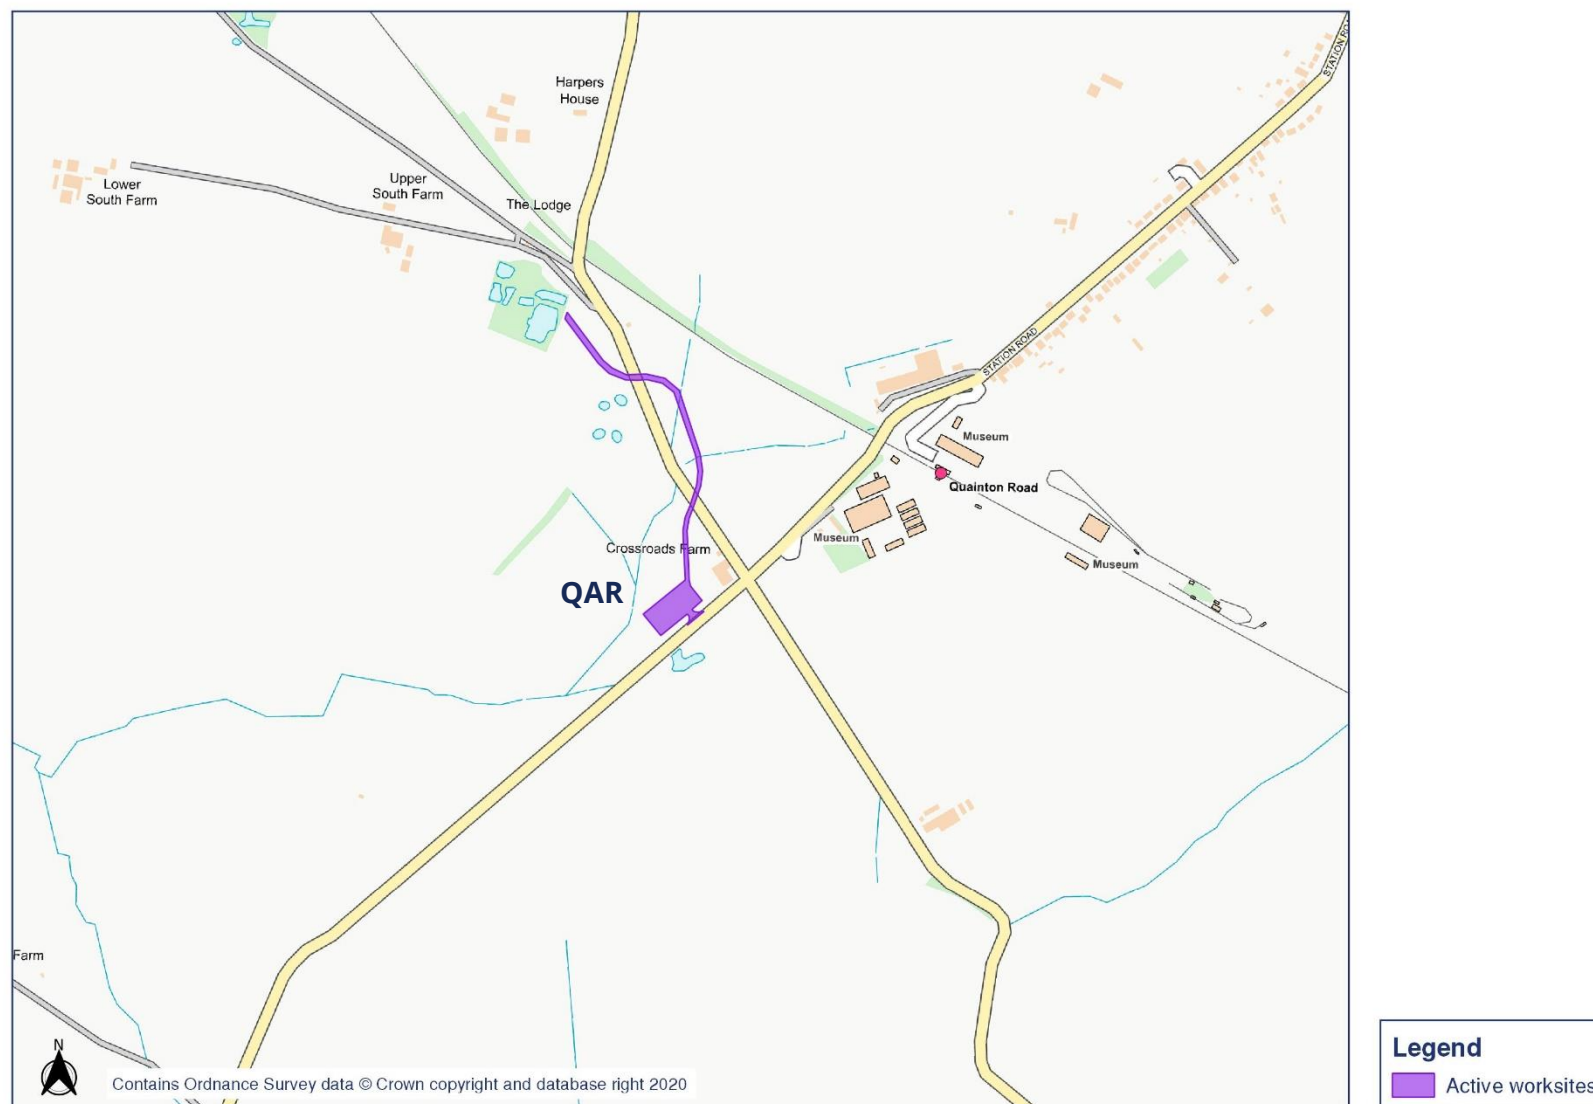 STATION ROA
Harpers
House
Lower
South Farm
Upper
South Farm
The Lodge
STATION ROAD
Museum
Quainton Road
Museum
Crossroads Farm
Museum
QAR
Farm
N
Contains Ordnance Survey data © Crown copyright and database right 2020
Legend
Active worksites